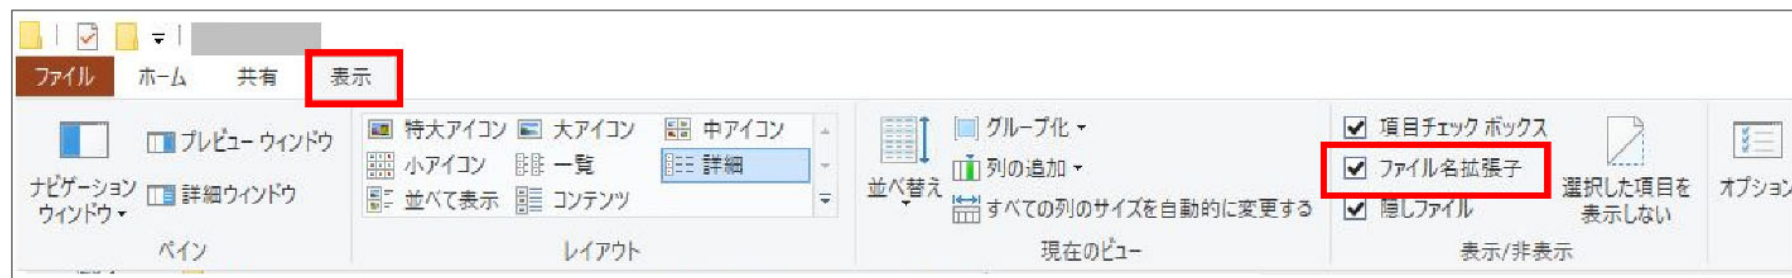 ファイル ホーム 共有 表示
特大アイコン 大アイコン 中アイコン
小アイコン 一覧 詳細
並べて表示 コンテンツ
プレビュー ウィンドウ
詳細ウィンドウ
ナビゲーション
ウィンドウ
ペイン
レイアウト
並べ替え
グループ化
列の追加
すべての列のサイズを自動的に変更する
現在のビュー
項目チェック ボックス
ファイル名拡張子
隠しファイル
選択した項目を
表示しない
表示/非表示
オプション